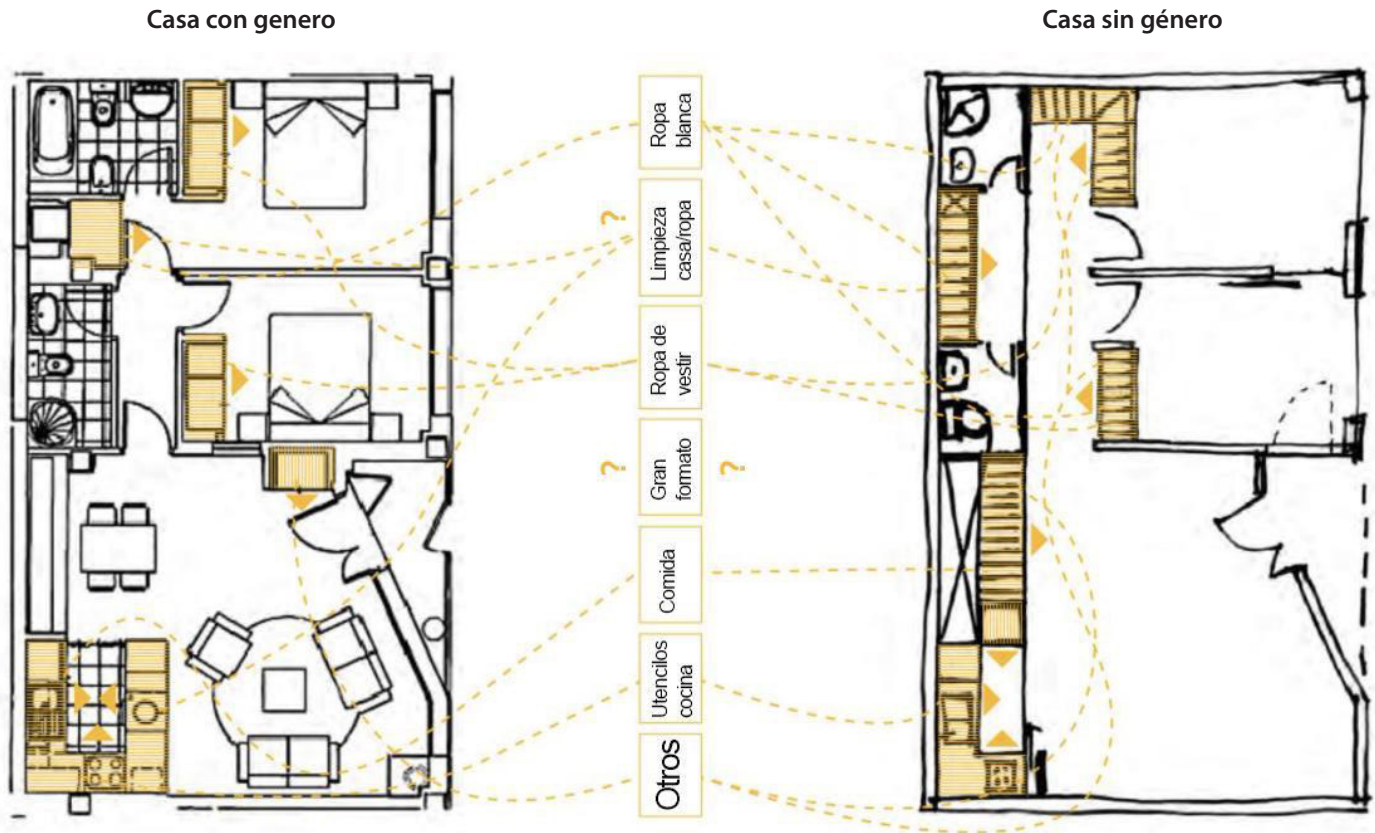 Casa con genero
Casa sin género
Ropa
blanca
?
Limpieza
casa/ropa
Ropa de
vestir
?
Gran
formato
?
Comida
Utencilos
cocina
Otros